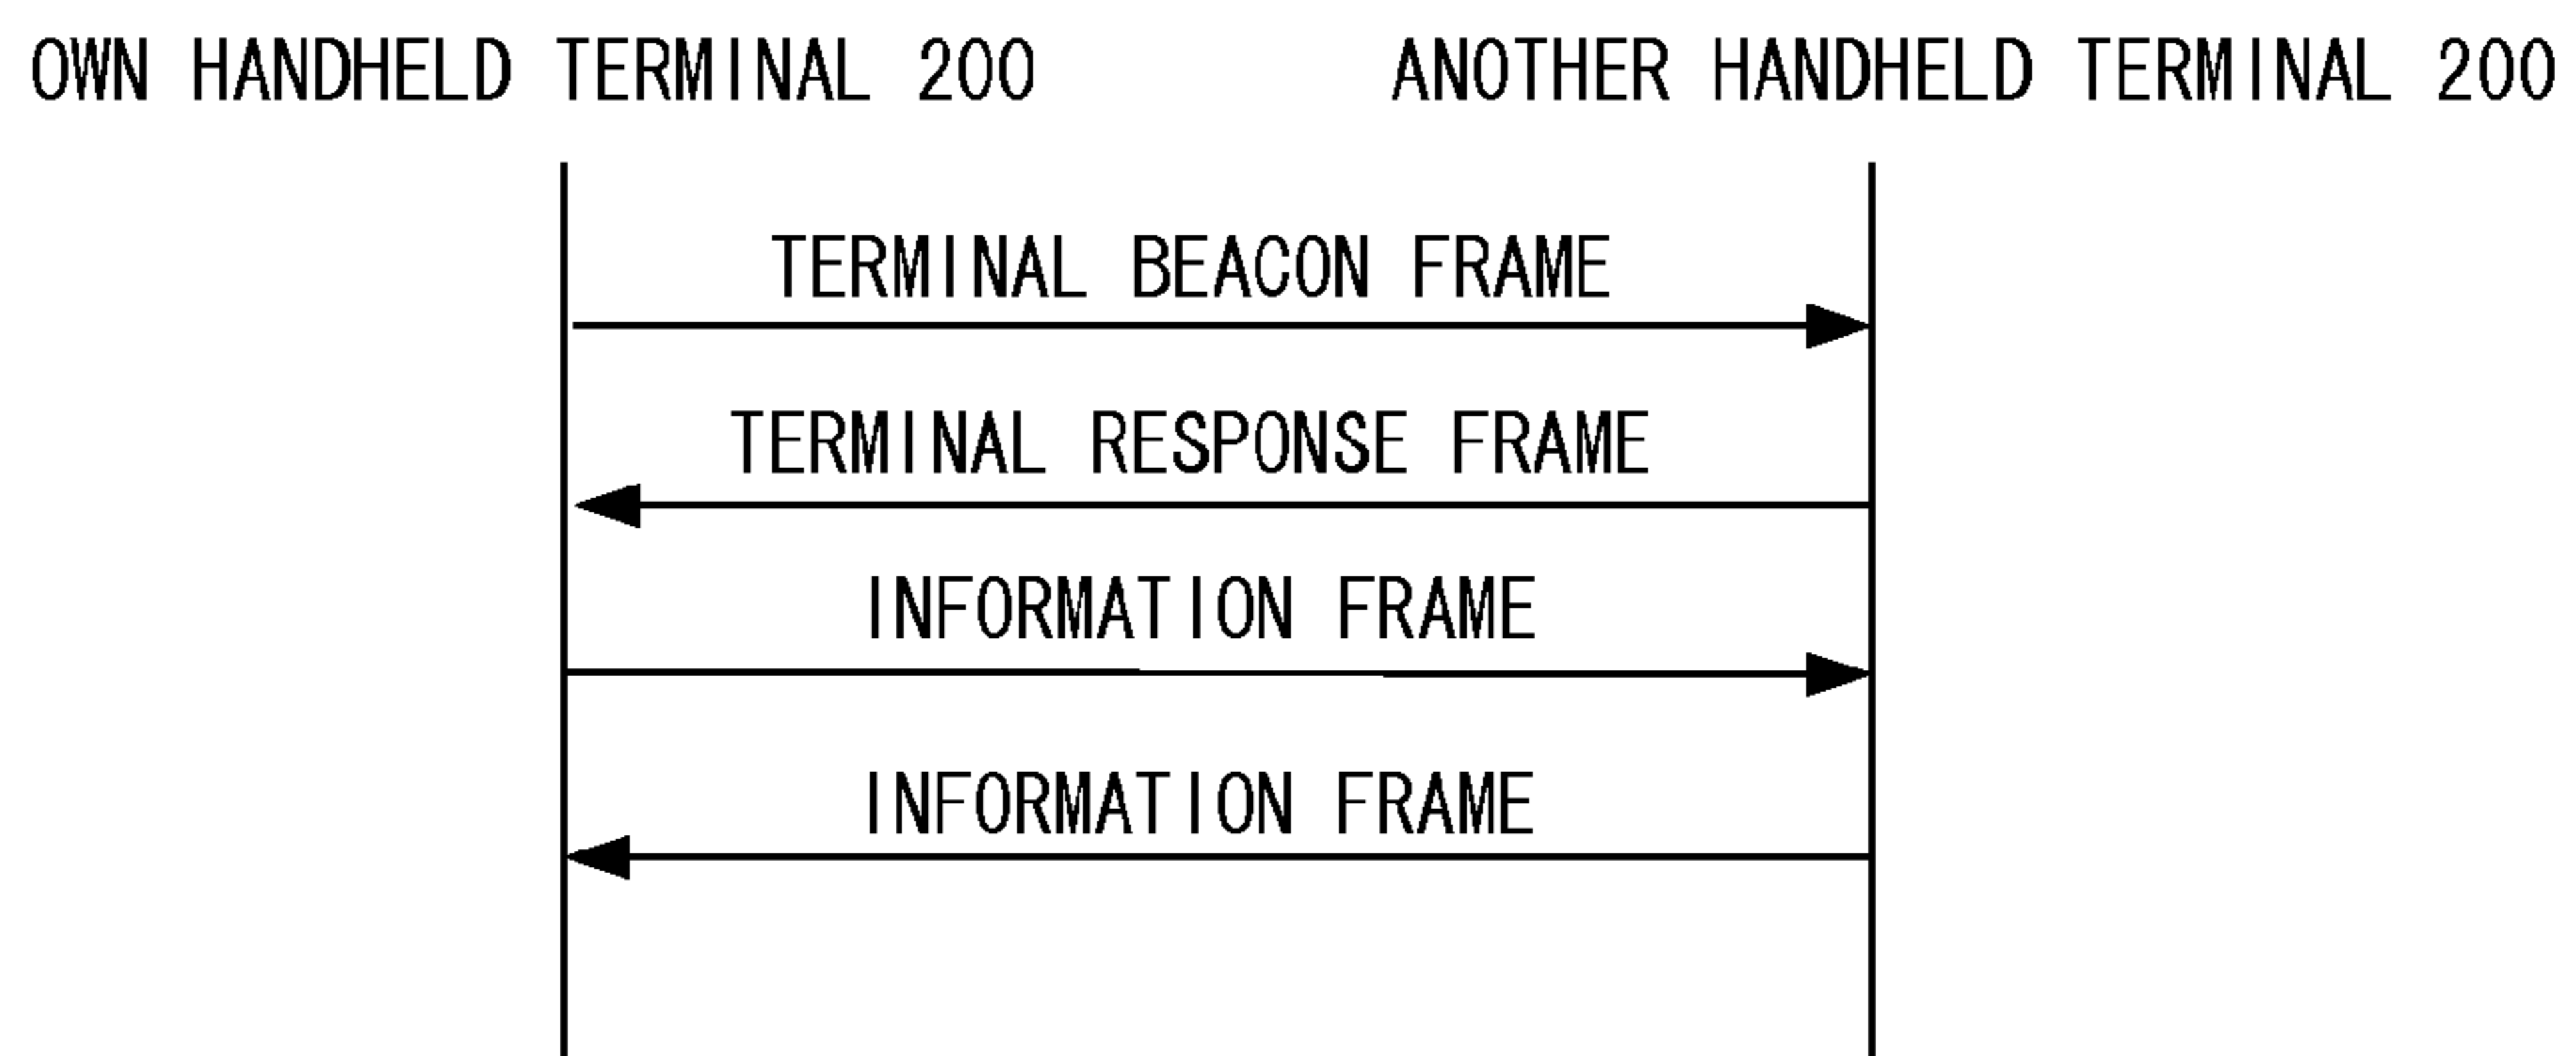 OWN HANDHELD TERMINAL 200 ANOTHER HANDHELD TERMINAL 200
TERMINAL BEACON FRAME
TERMINAL RESPONSE FRAME
INFORMATION FRAME
INFORMATION FRAME